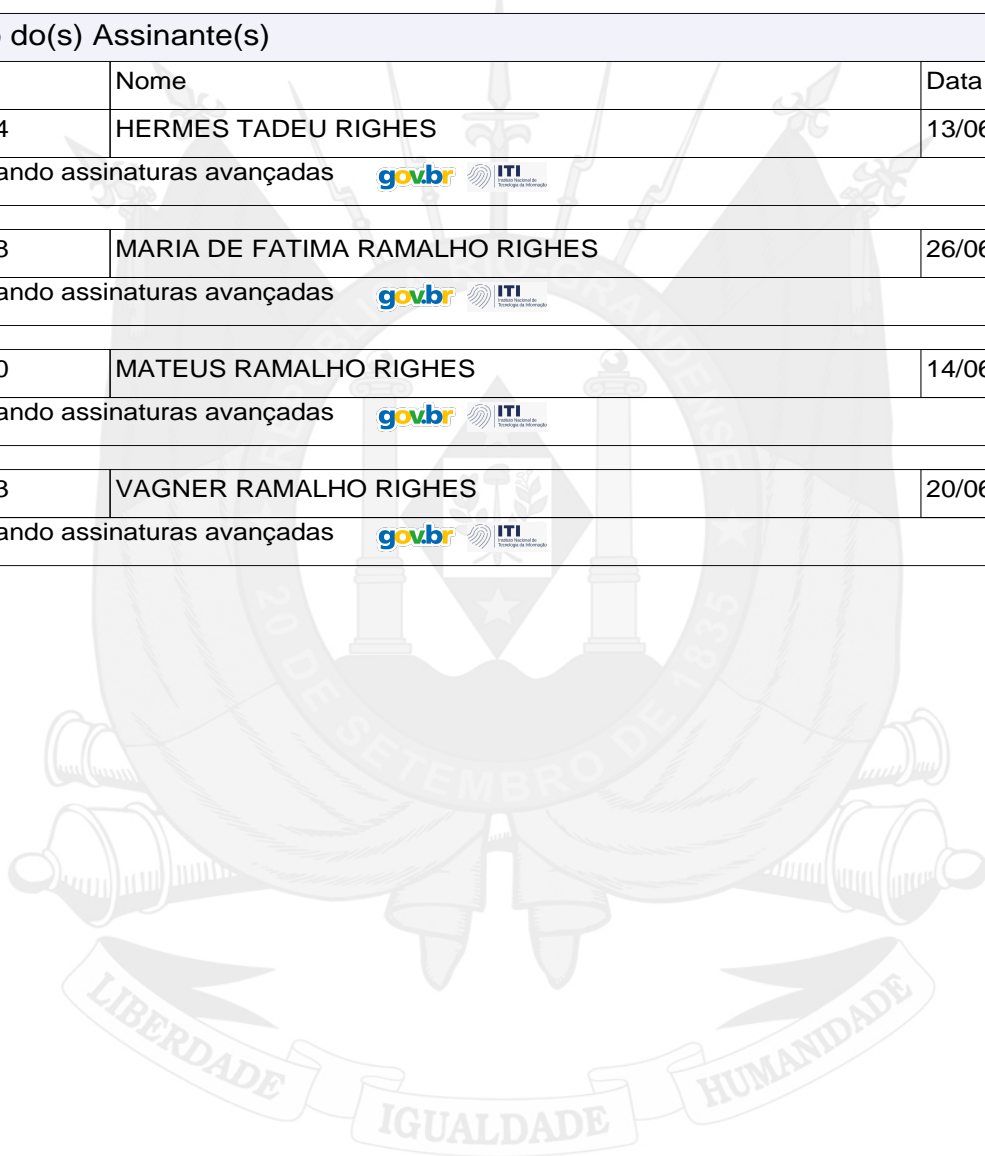 do(s) Assinante(s)
Nome Data
4 HERMES TADEU RIGHES 13/06
ando assinaturas avançadas gov.br ITI
3 MARIA DE FATIMA RAMALHO RIGHES 26/06
ando assinaturas avançadas gov.br ITI
0 MATEUS RAMALHO RIGHES 14/06
ando assinaturas avançadas gov.br ITI
3 VAGNER RAMALHO RIGHES 20/06
ando assinaturas avançadas gov.br ITI
REPÚBLICA RIO-GRANDENSE
20 DE SETEMBRO DE 1835
LIBERDADE IGUALDADE HUMANIDADE